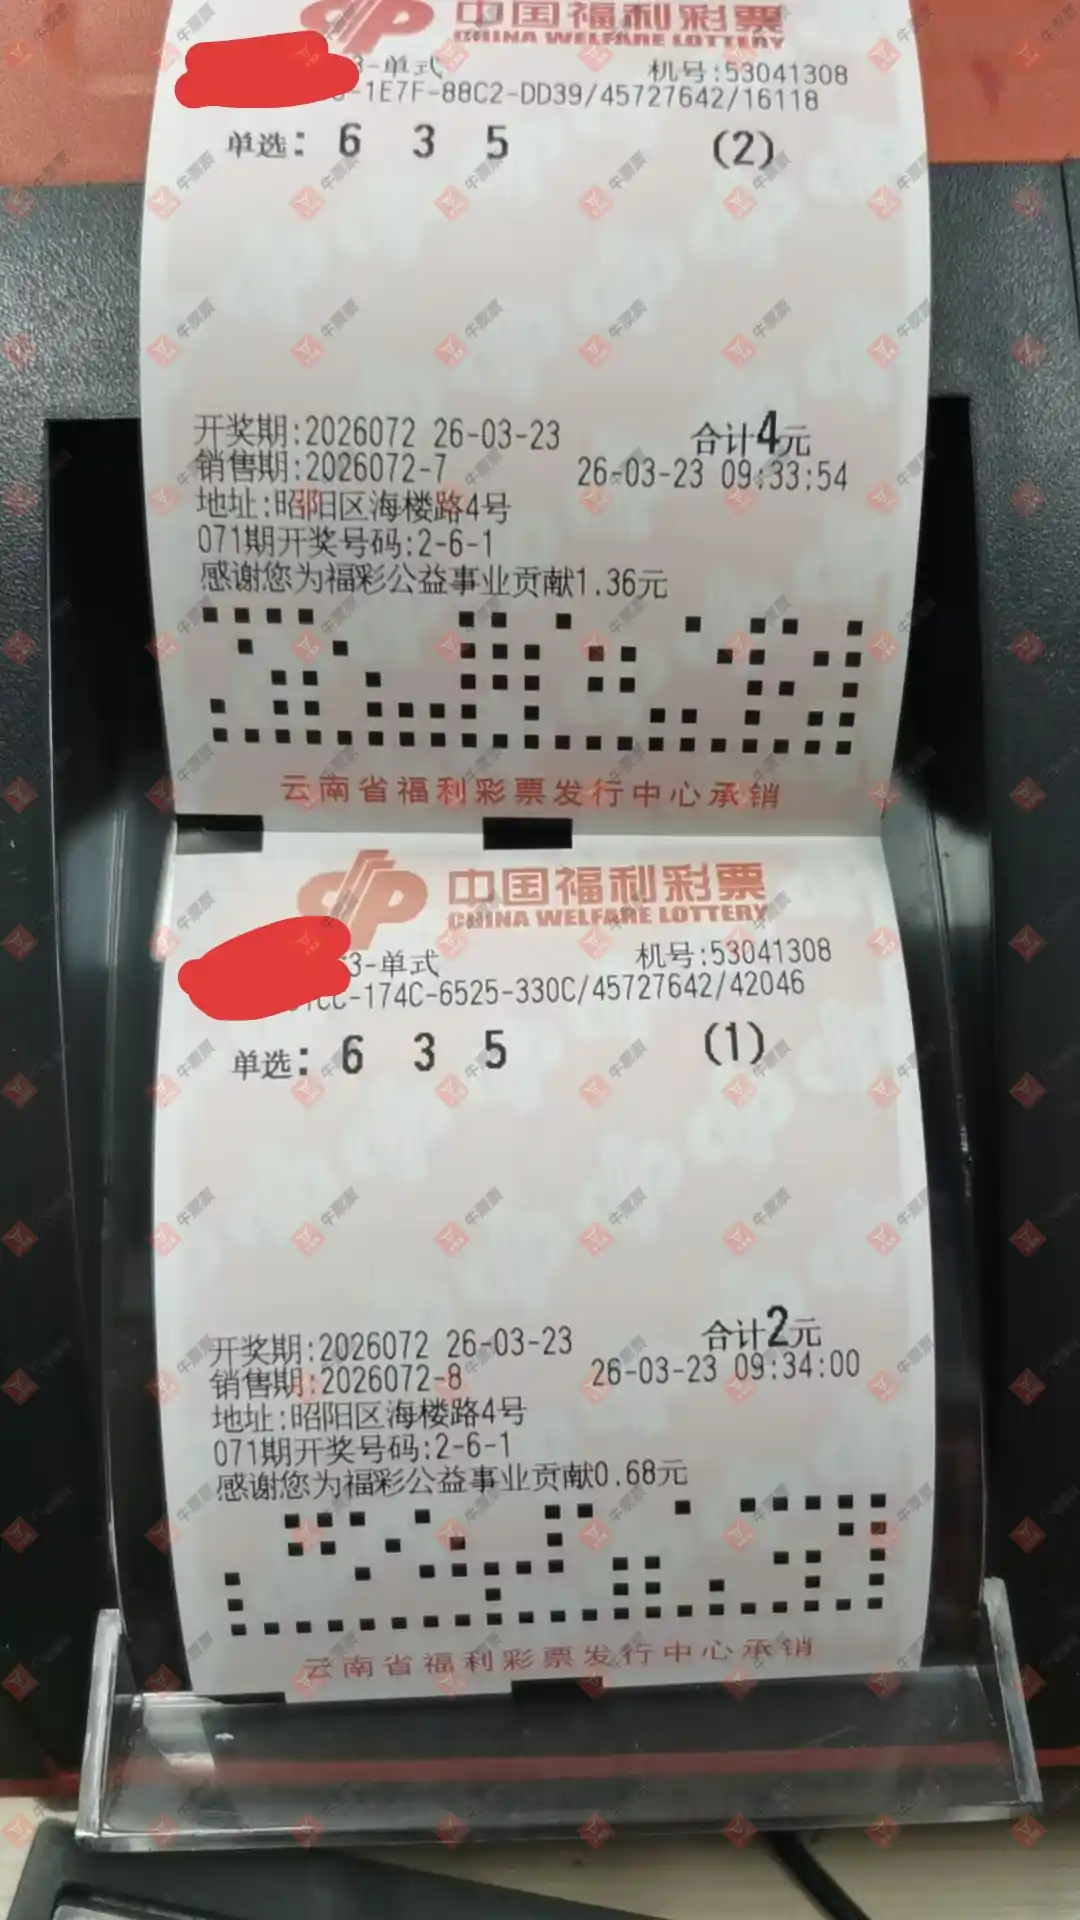 中国福利彩票
CHINA WELFARE LOTTERY
3-单式 机号:53041308
-1E7F-88C2-DD39/45727642/16118
单选: 6 3 5 (2)
开奖期:2026072 26-03-23 合计4元
销售期:2026072-7 26-03-23 09:33:54
地址:昭阳区海楼路4号
071期开奖号码:2-6-1
感谢您为福彩公益事业贡献1.36元
云南省福利彩票发行中心承销
中国福利彩票
CHINA WELFARE LOTTERY
3-单式 机号:53041308
-174C-6525-330C/45727642/42046
单选: 6 3 5 (1)
开奖期:2026072 26-03-23 合计2元
销售期:2026072-8 26-03-23 09:34:00
地址:昭阳区海楼路4号
071期开奖号码:2-6-1
感谢您为福彩公益事业贡献0.68元
云南省福利彩票发行中心承销
牛票票